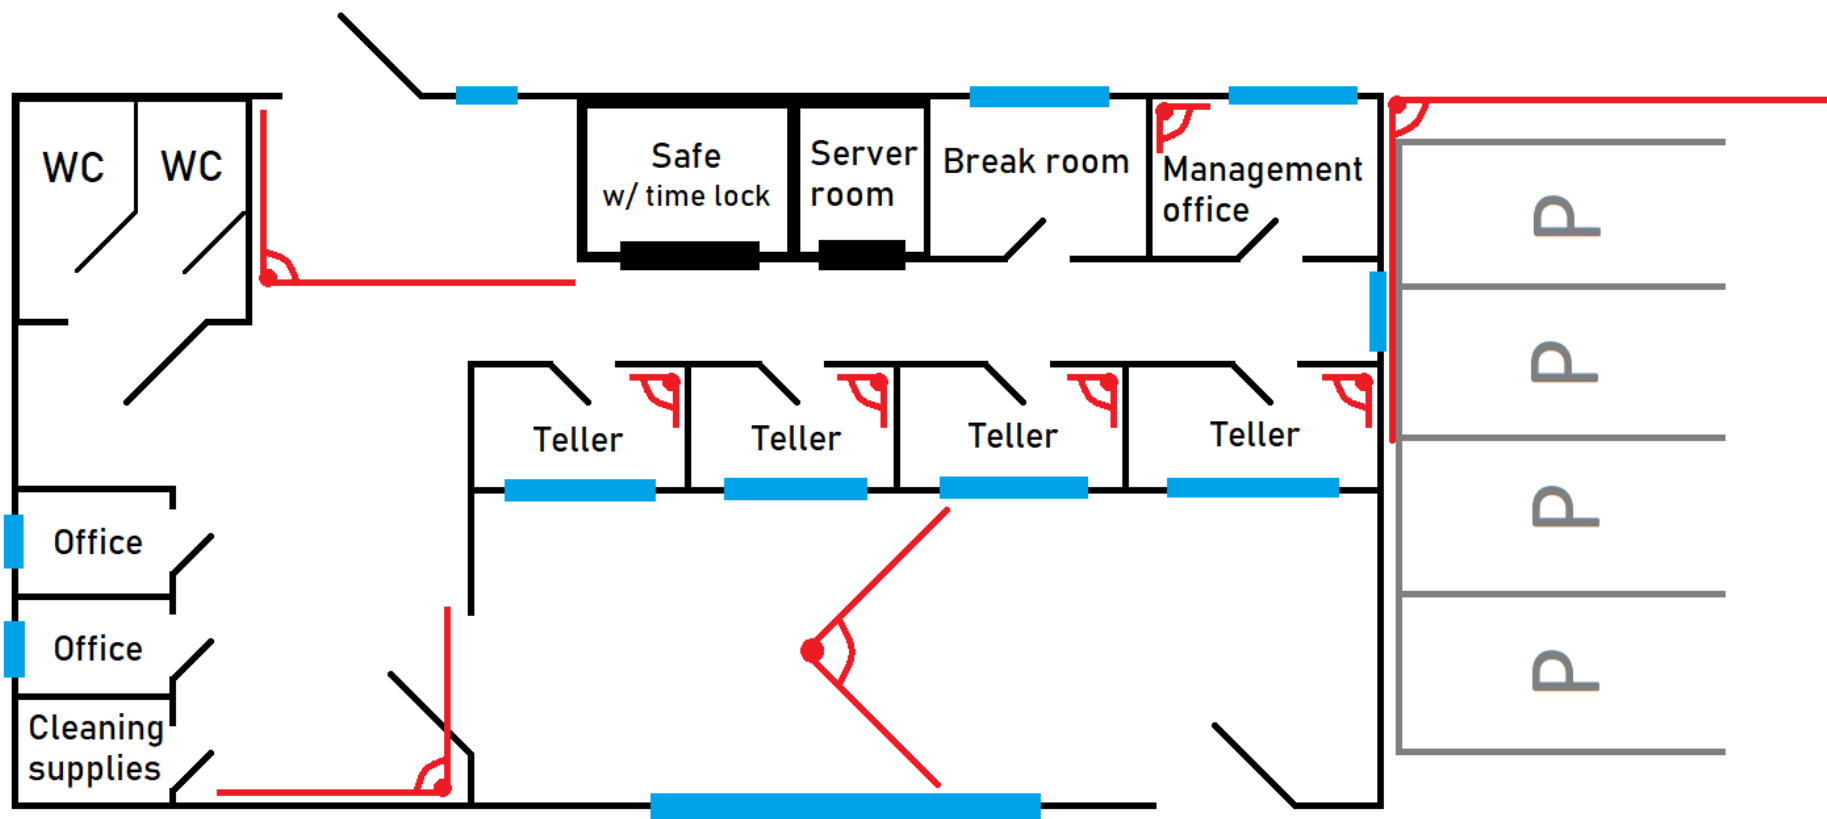 WC
WC
Safe
w/ time lock
Server
room
Break room
Management
office
P
P
P
P
Teller
Teller
Teller
Teller
Office
Office
Cleaning
supplies